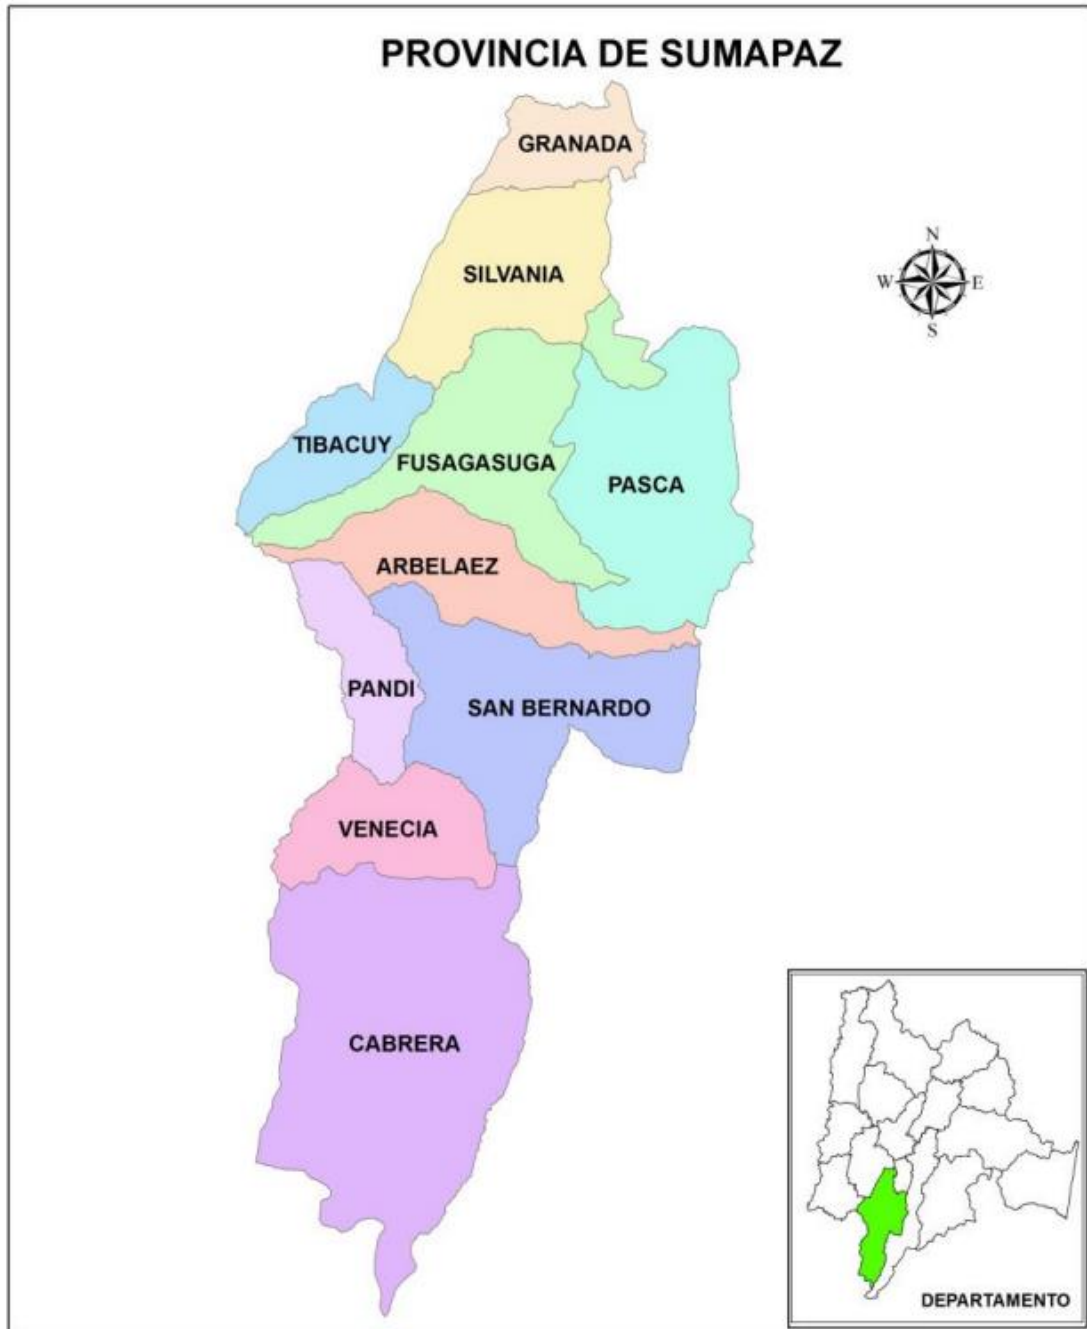 PROVINCIA DE SUMAPAZ
GRANADA
N
SILVANIA
W E
S
TIBACUY
FUSAGASUGA
PASCA
ARBELAEZ
PANDI
SAN BERNARDO
VENECIA
CABRERA
DEPARTAMENTO